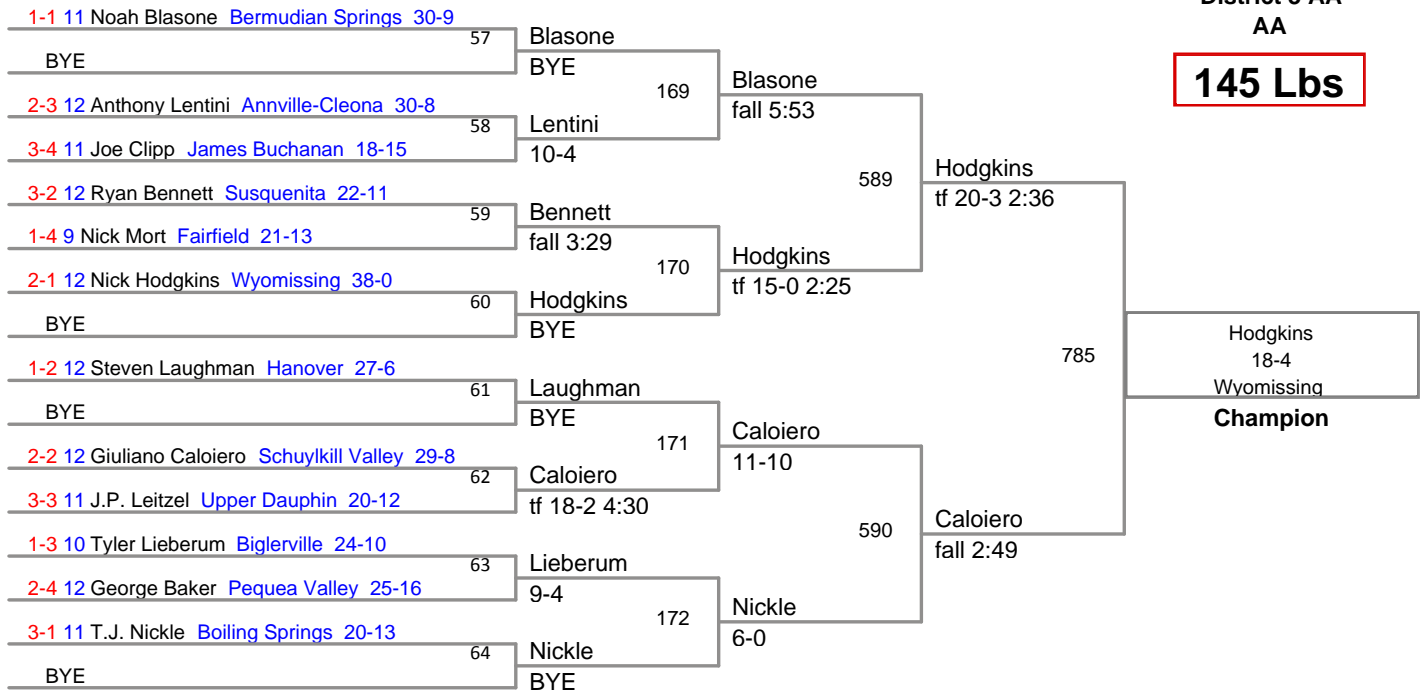 District 3 AA
AA
145 Lbs
1-1 11 Noah Blasone Bermudian Springs 30-9
57
BYE
Blasone
BYE
2-3 12 Anthony Lentini Annville-Cleona 30-8
58
3-4 11 Joe Clipp James Buchanan 18-15
Lentini
10-4
169
Blasone
fall 5:53
3-2 12 Ryan Bennett Susquenita 22-11
59
1-4 9 Nick Mort Fairfield 21-13
Bennett
fall 3:29
2-1 12 Nick Hodgkins Wyomissing 38-0
60
BYE
Hodgkins
BYE
170
Hodgkins
tf 15-0 2:25
589
Hodgkins
tf 20-3 2:36
1-2 12 Steven Laughman Hanover 27-6
61
BYE
Laughman
BYE
2-2 12 Giuliano Caloiero Schuylkill Valley 29-8
62
3-3 11 J.P. Leitzel Upper Dauphin 20-12
Caloiero
tf 18-2 4:30
171
Caloiero
11-10
1-3 10 Tyler Lieberum Biglerville 24-10
63
2-4 12 George Baker Pequea Valley 25-16
Lieberum
9-4
3-1 11 T.J. Nickle Boiling Springs 20-13
64
BYE
Nickle
BYE
172
Nickle
6-0
590
Caloiero
fall 2:49
785
Hodgkins
18-4
Wyomissing
Champion